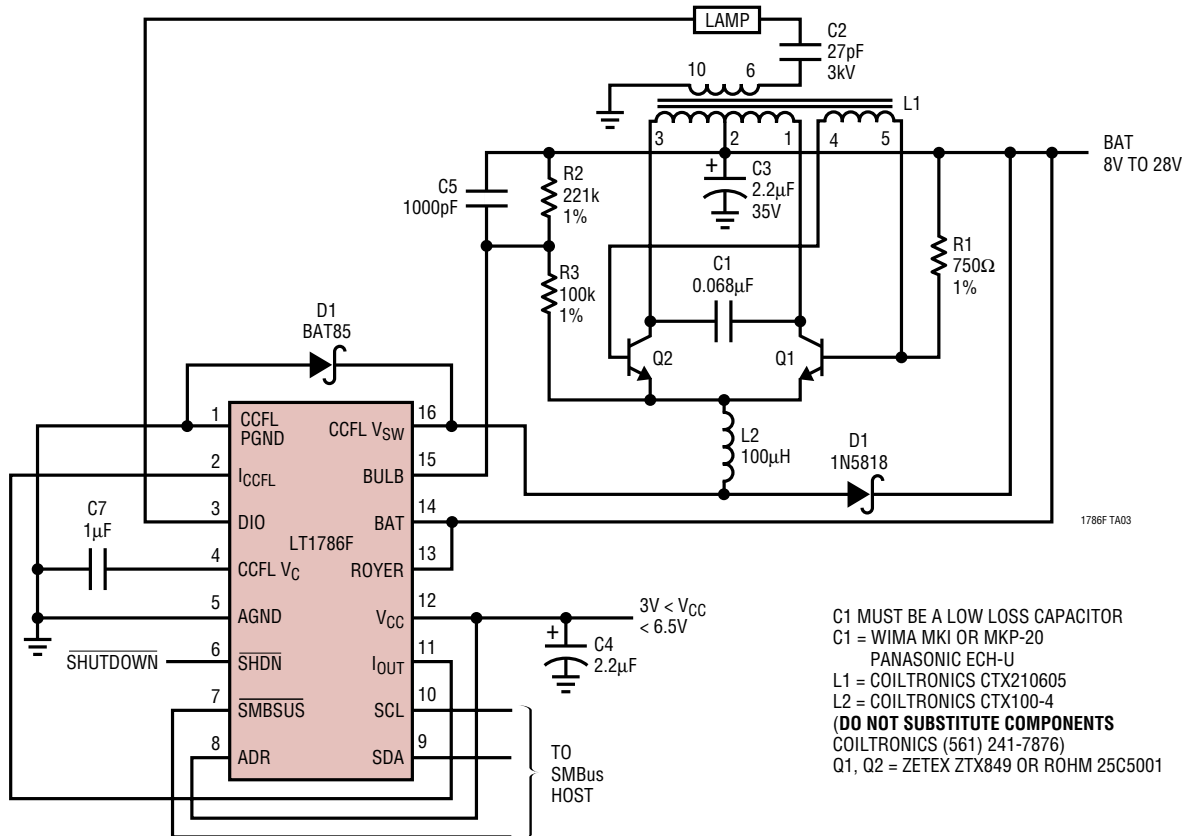 LAMP
C2
27pF
3kV
10
6
L1
3
2
1
4
5
BAT
8V TO 28V
C5
1000pF
R2
221k
1%
+
C3
2.2µF
35V
R1
750Ω
1%
R3
100k
1%
C1
0.068µF
Q2
Q1
D1
BAT85
L2
100µH
D1
1N5818
1
CCFL
PGND
CCFL VSW
16
2
ICCFL
BULB
15
C7
1µF
3
DIO
BAT
14
LT1786F
4
CCFL VC
ROYER
13
5
AGND
VCC
12
3V < VCC
< 6.5V
+
C4
2.2µF
SHUTDOWN
6
SHDN
IOUT
11
7
SMBSUS
SCL
10
8
ADR
SDA
9
TO
SMBus
HOST
1786F TA03
C1 MUST BE A LOW LOSS CAPACITOR
C1 = WIMA MKI OR MKP-20
PANASONIC ECH-U
L1 = COILTRONICS CTX210605
L2 = COILTRONICS CTX100-4
(DO NOT SUBSTITUTE COMPONENTS
COILTRONICS (561) 241-7876)
Q1, Q2 = ZETEX ZTX849 OR ROHM 25C5001